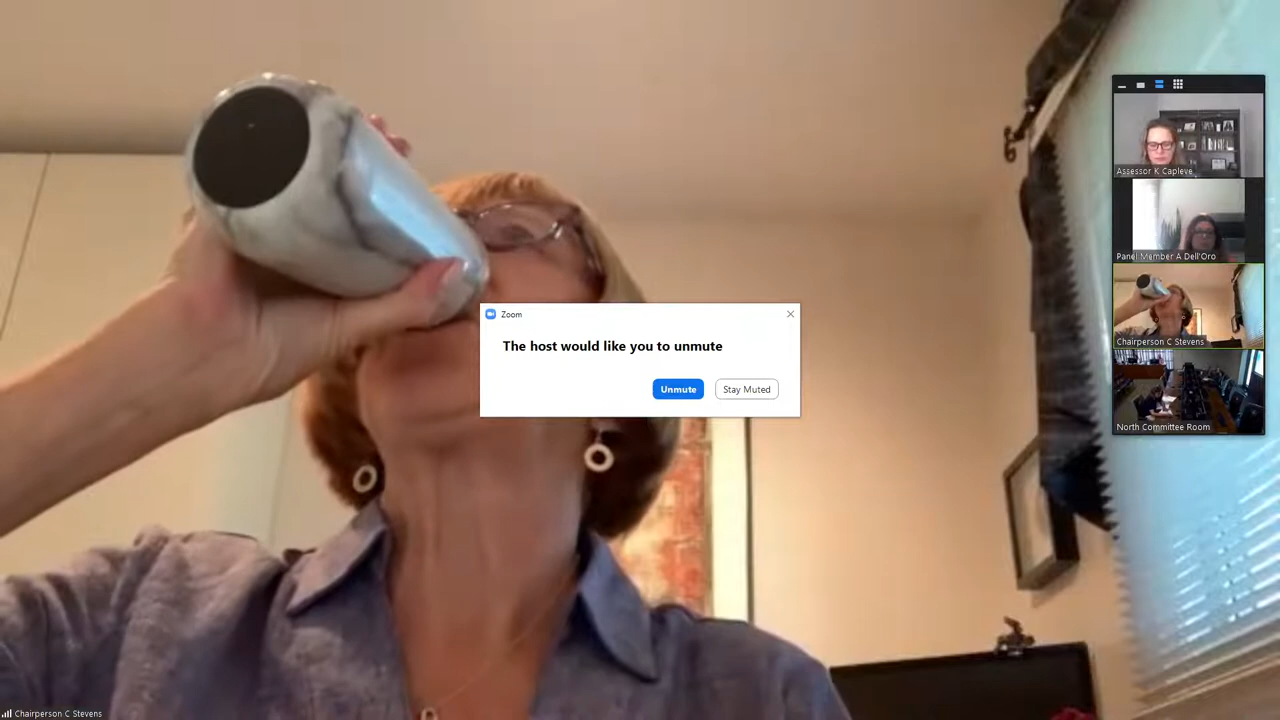 Zoom
The host would like you to unmute
Unmute
Stay Muted
Assessor K Capleve
Panel Member A Dell'Oro
Chairperson C Stevens
North Committee Room
Chairperson C Stevens